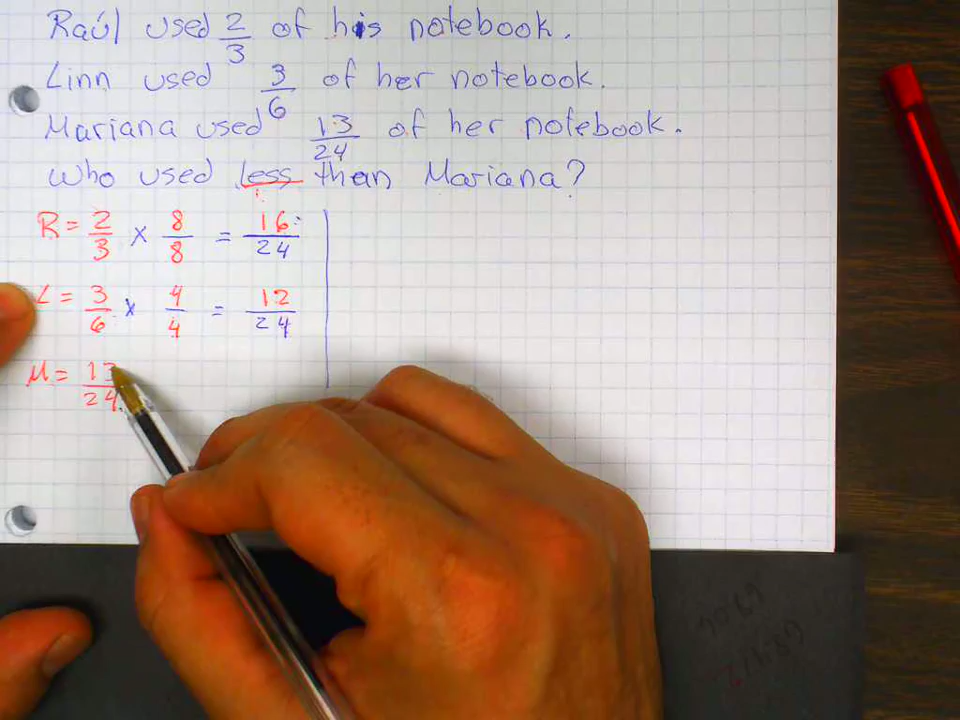 Raúl used 2/3 of his notebook.
Linn used 3/6 of her notebook.
Mariana used 13/24 of her notebook.
Who used less than Mariana?
R = 2/3 × 8/8 = 16/24
L = 3/6 × 4/4 = 12/24
M = 13/24